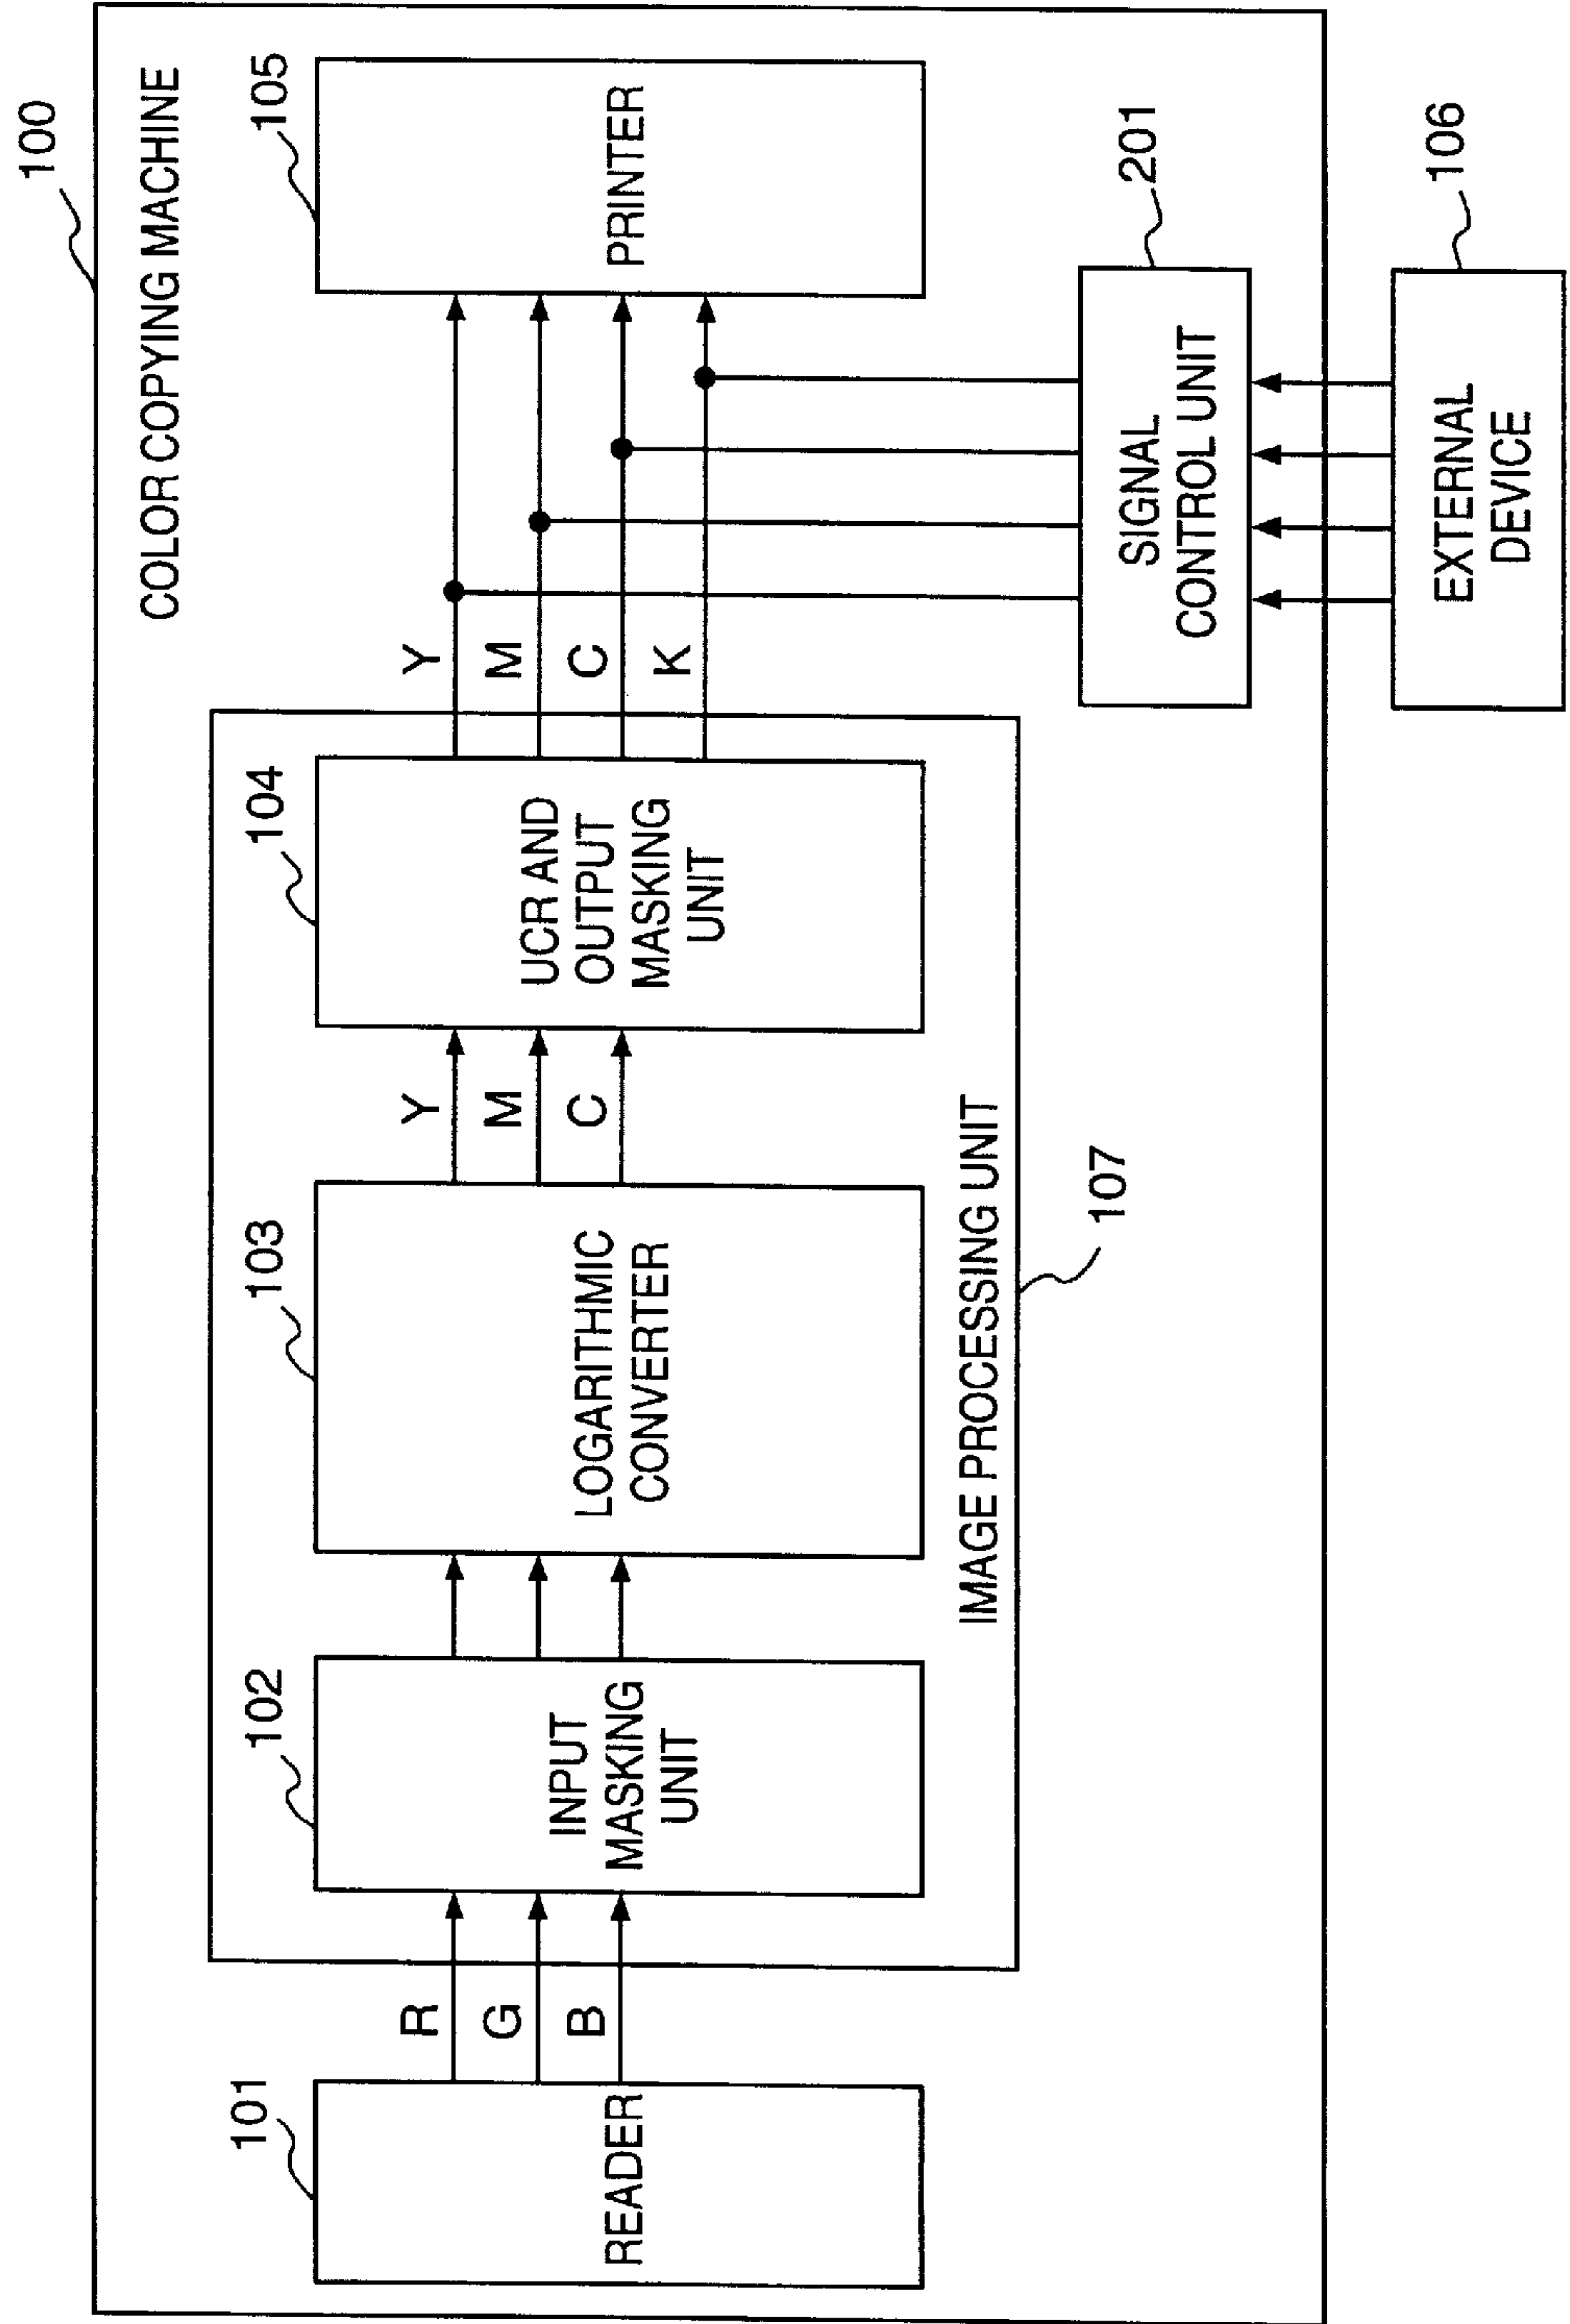 100
COLOR COPYING MACHINE
101
READER
R
G
B
102
INPUT
MASKING
UNIT
103
LOGARITHMIC
CONVERTER
Y
M
C
104
UCR AND
OUTPUT
MASKING
UNIT
IMAGE PROCESSING UNIT
107
Y
M
C
K
105
PRINTER
201
SIGNAL
CONTROL UNIT
106
EXTERNAL
DEVICE